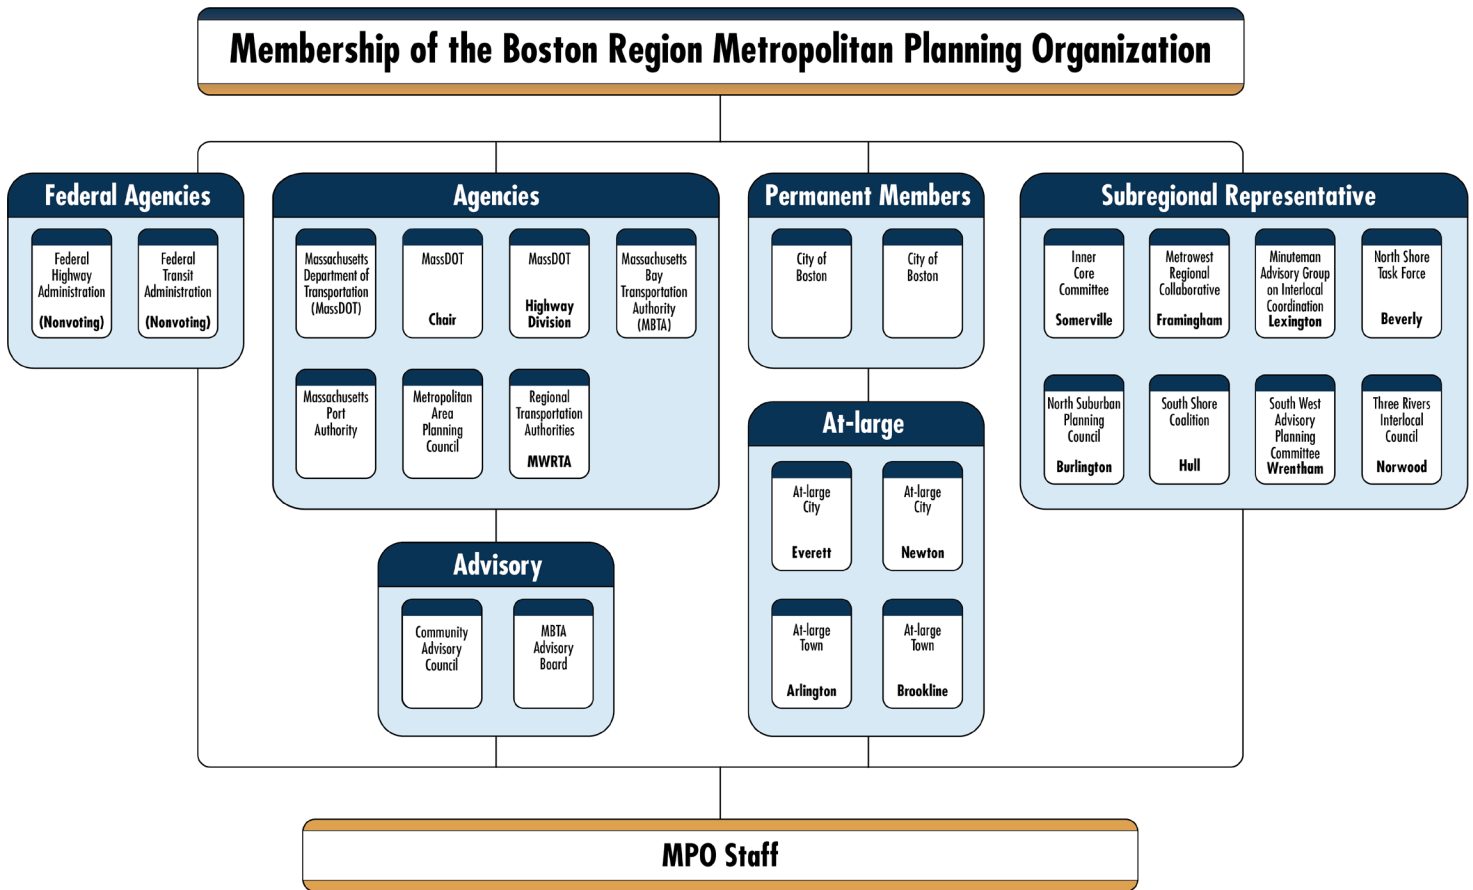 Membership of the Boston Region Metropolitan Planning Organization
Federal Agencies
Federal
Highway
Administration
(Nonvoting)
Federal
Transit
Administration
(Nonvoting)
Agencies
Massachusetts
Department of
Transportation
(MassDOT)
MassDOT
Chair
MassDOT
Highway
Division
Massachusetts
Bay
Transportation
Authority
(MBTA)
Massachusetts
Port
Authority
Metropolitan
Area
Planning
Council
Regional
Transportation
Authorities
MWRTA
Advisory
Community
Advisory
Council
MBTA
Advisory
Board
Permanent Members
City of
Boston
City of
Boston
At-large
At-large
City
Everett
At-large
City
Newton
At-large
Town
Arlington
At-large
Town
Brookline
Subregional Representative
Inner
Core
Committee
Somerville
Metrowest
Regional
Collaborative
Framingham
Minuteman
Advisory Group
on Interlocal
Coordination
Lexington
North Shore
Task Force
Beverly
North Suburban
Planning
Council
Burlington
South Shore
Coalition
Hull
South West
Advisory
Planning
Committee
Wrentham
Three Rivers
Interlocal
Council
Norwood
MPO Staff